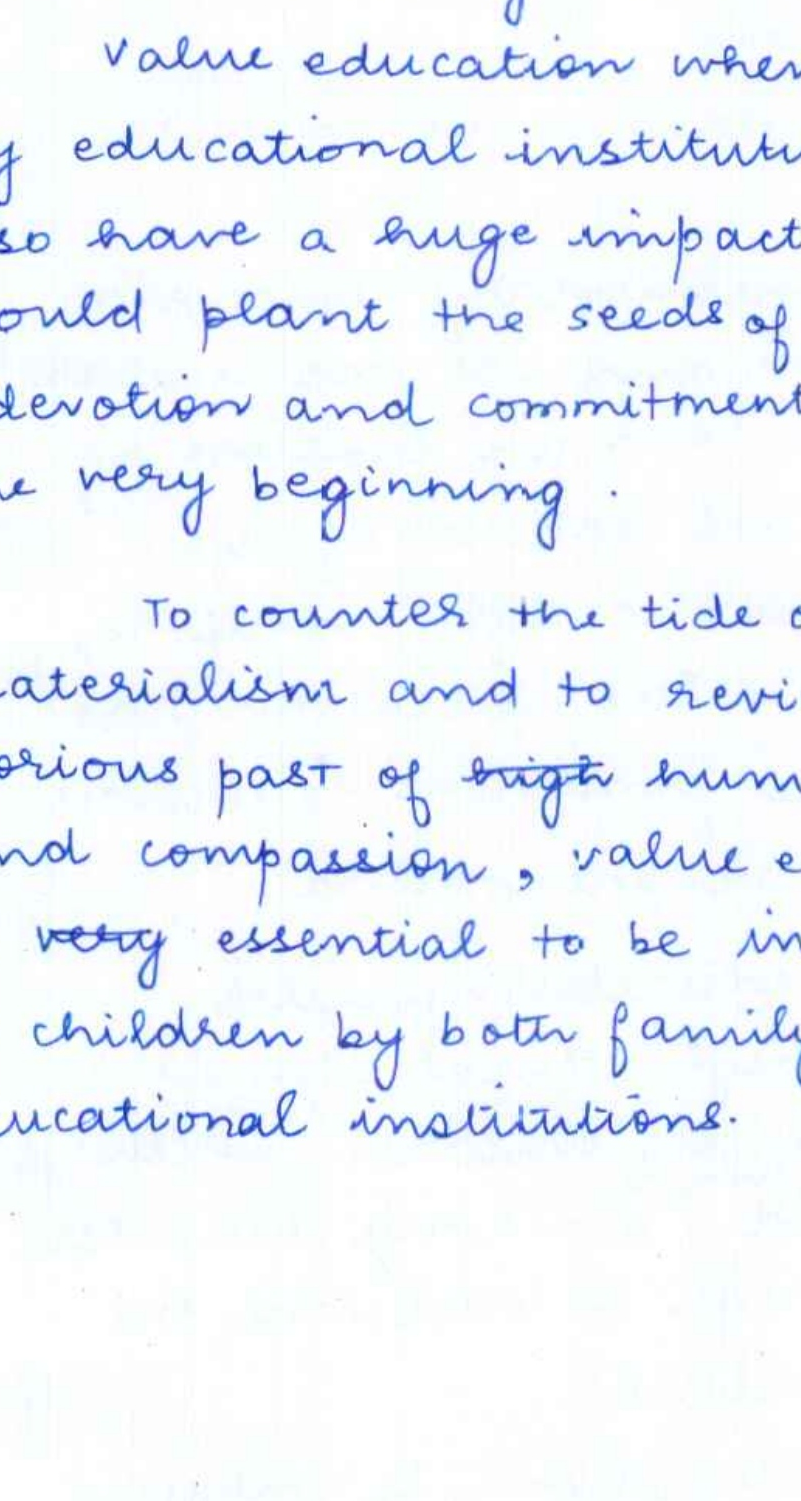 Value education when
y educational instituti
so have a huge impact
ould plant the seeds of
devotion and commitment
e very beginning.
To counter the tide o
aterialism and to revi
orious past of ~~high~~ hum
nd compassion, value e
~~very~~ essential to be in
children by both family
ucational institutions.